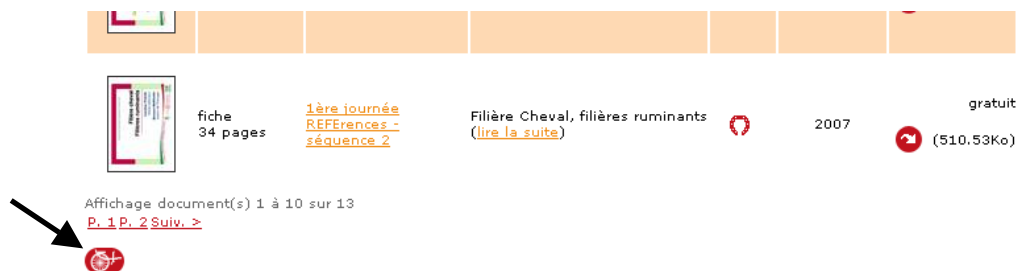 fiche
34 pages
1ère journée
REFErences -
séquence 2
Filière Cheval, filières ruminants
(lire la suite)
2007
gratuit
(510.53Ko)
Affichage document(s) 1 à 10 sur 13
P. 1 P. 2 Suiv. >